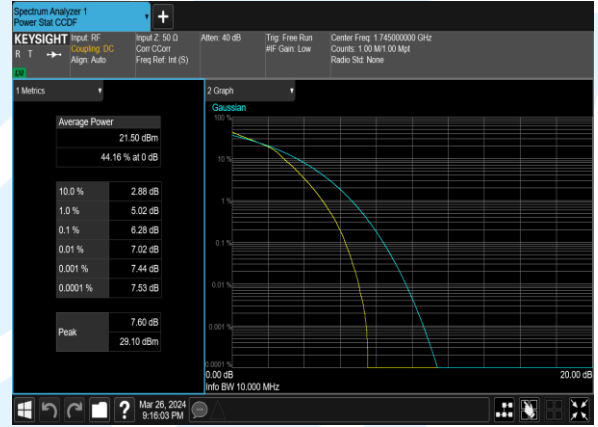 Spectrum Analyzer 1
Power Stat CCDF
+
KEYSIGHT
R T
LXI
Input: RF
Coupling: DC
Align: Auto
Input Z: 50 Ω
Corr CCorr
Freq Ref: Int (S)
Atten: 40 dB
Trig: Free Run
#IF Gain: Low
Center Freq: 1.745000000 GHz
Counts: 1.00 M/1.00 Mpt
Radio Std: None
1 Metrics
Average Power
21.50 dBm
44.16 % at 0 dB
10.0 % 2.88 dB
1.0 % 5.02 dB
0.1 % 6.28 dB
0.01 % 7.02 dB
0.001 % 7.44 dB
0.0001 % 7.53 dB
Peak 7.60 dB
29.10 dBm
2 Graph
Gaussian
100 %
10 %
1 %
0.1 %
0.01 %
0.001 %
0.0001 %
0.00 dB 20.00 dB
Info BW 10.000 MHz
?
Mar 26, 2024
9:16:03 PM